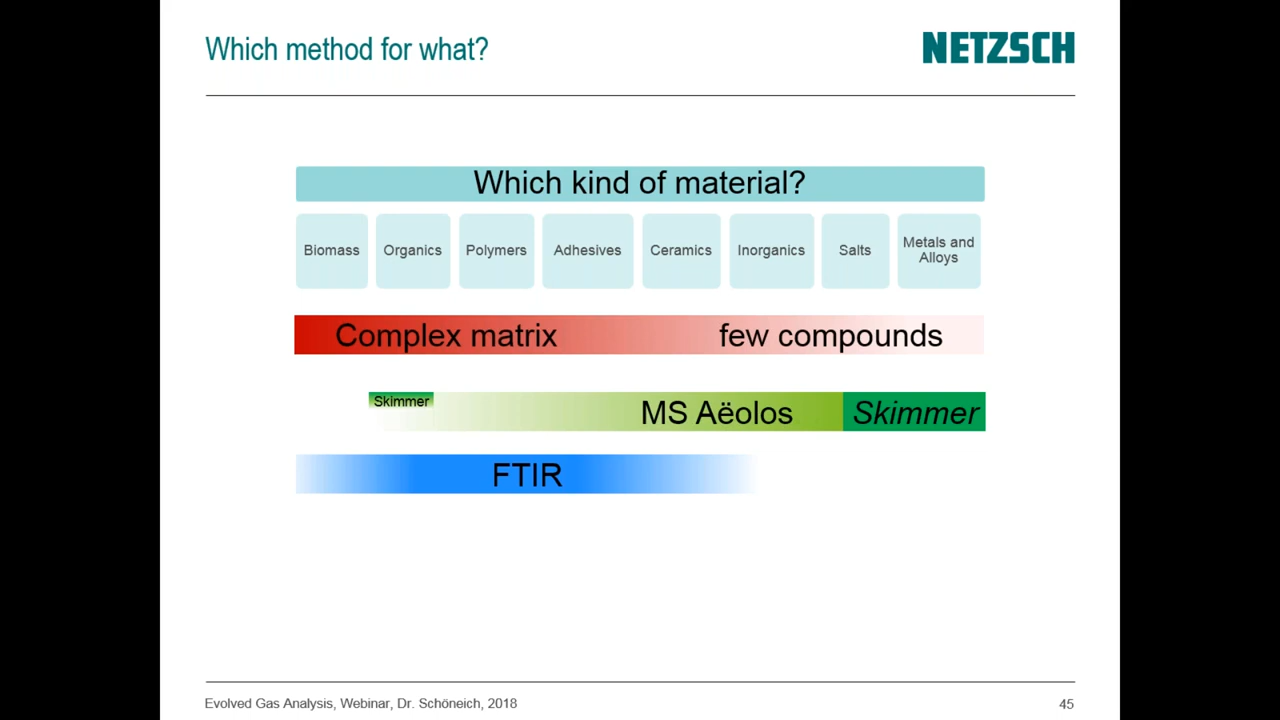 Which method for what?
NETZSCH
Which kind of material?
Biomass
Organics
Polymers
Adhesives
Ceramics
Inorganics
Salts
Metals and
Alloys
Complex matrix
few compounds
Skimmer
MS Aëolos
Skimmer
FTIR
Evolved Gas Analysis, Webinar, Dr. Schöneich, 2018
45